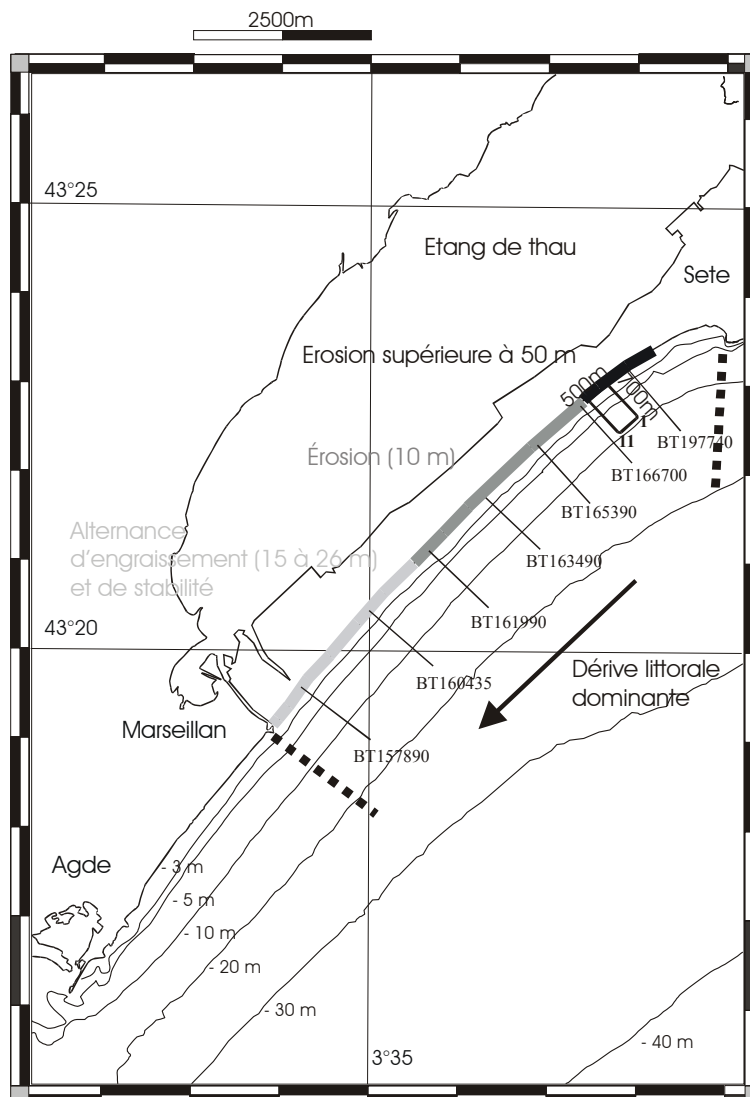 2500m
43°25
Etang de thau
Sete
Erosion supérieure à 50 m
500m
700m
I
II
BT197740
Érosion (10 m)
BT166700
BT165390
Alternance
d'engraissement (15 à 26 m)
et de stabilité
BT163490
43°20
BT161990
BT160435
Dérive littorale
dominante
Marseillan
BT157890
Agde
- 3 m
- 5 m
- 10 m
- 20 m
- 30 m
3°35
- 40 m